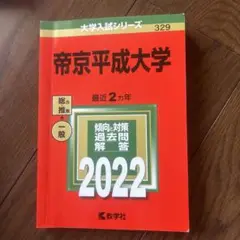 大学入試シリーズ
329
帝京平成大学
最近2カ年
総合
推薦
一般
傾向と対策
過去問
解答
2022
教学社